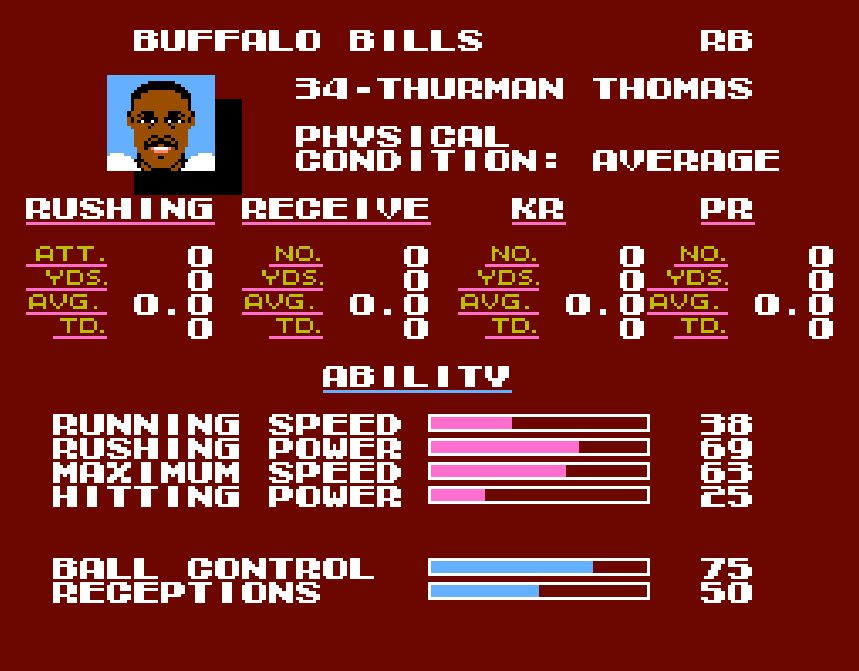 BUFFALO BILLS RB
34-THURMAN THOMAS
PHYSICAL
CONDITION: AVERAGE
RUSHING RECEIVE KR PR
ATT. 0 NO. 0 NO. 0 NO. 0
YDS. 0 YDS. 0 YDS. 0 YDS. 0
AVG. 0.0 AVG. 0.0 AVG. 0.0 AVG. 0.0
TD. 0 TD. 0 TD. 0 TD. 0
ABILITY
RUNNING SPEED 38
RUSHING POWER 69
MAXIMUM SPEED 63
HITTING POWER 25
BALL CONTROL 75
RECEPTIONS 50